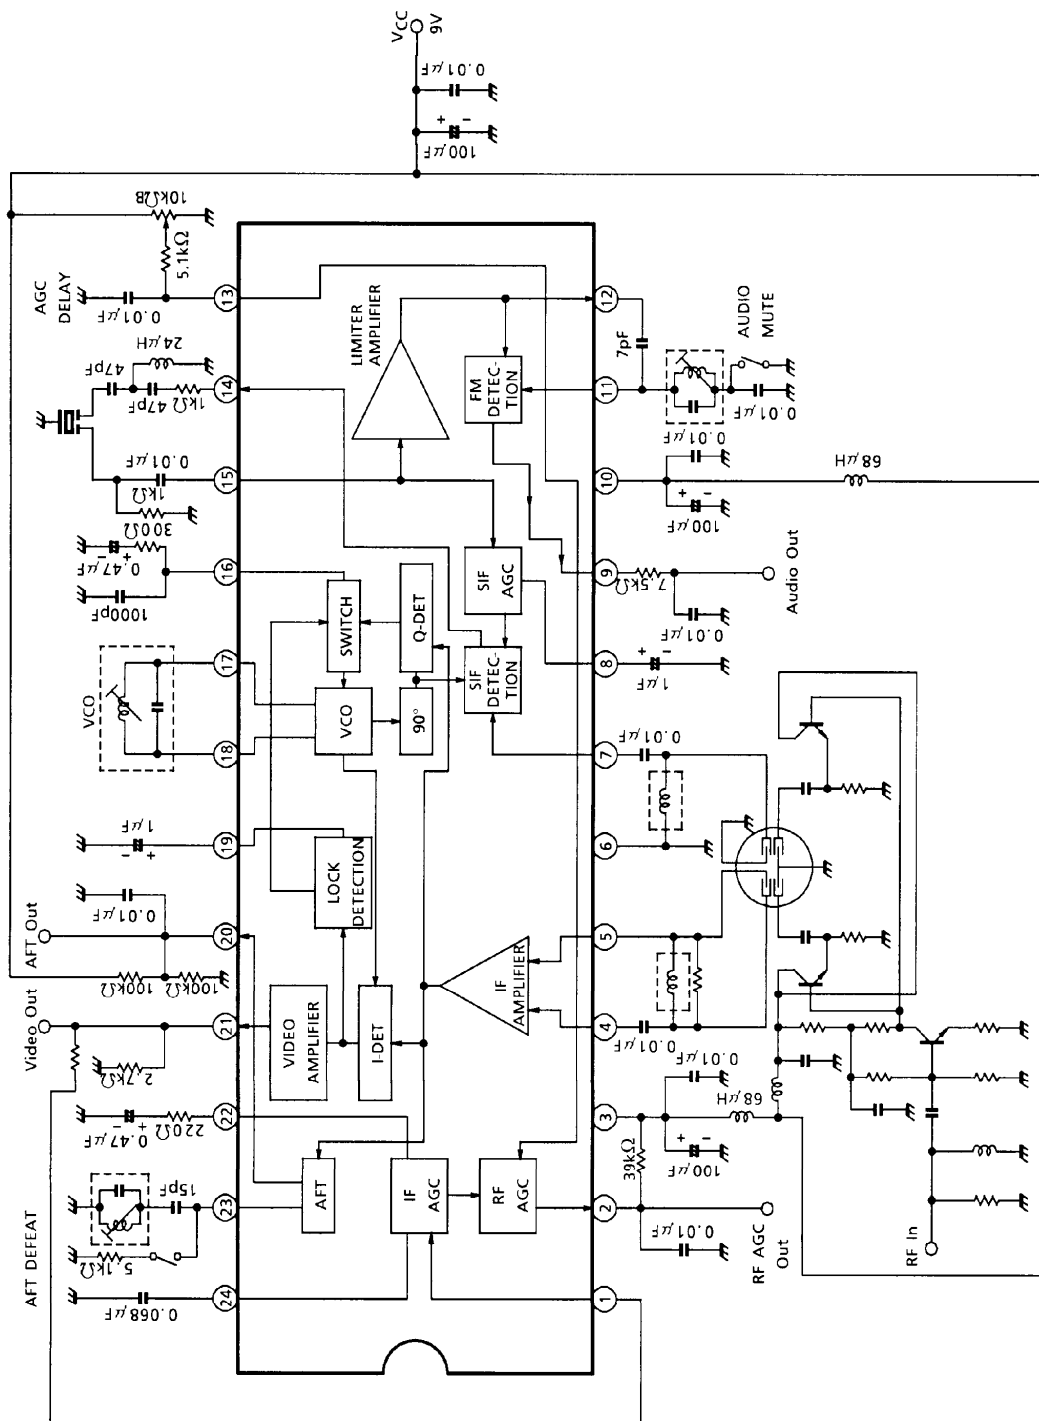 VCC
9V
0.01μF
100μF
10kΩB
5.1kΩ
AGC
DELAY
0.01μF
24μH
47pF
47pF
1kΩ
0.01μF
1kΩ
300Ω
0.47μF
1000pF
VCO
1μF
AFT Out
0.01μF
100kΩ
100kΩ
Video Out
2.7kΩ
0.47μF
220Ω
AFT DEFEAT
15pF
5.1kΩ
0.068μF
13
14
15
16
17
18
19
20
21
22
23
24
LIMITER
AMPLIFIER
FM
DETEC-
TION
SIF
AGC
SIF
DETEC-
TION
SWITCH
Q-DET
VCO
90°
LOCK
DETECTION
IF
AMPLIFIER
VIDEO
AMPLIFIER
I-DET
AFT
IF
AGC
RF
AGC
12
11
10
9
8
7
6
5
4
3
2
1
7pF
AUDIO
MUTE
0.01μF
0.01μF
100μF
68μH
7.5kΩ
0.01μF
Audio Out
1μF
0.01μF
0.01μF
0.01μF
68μH
100μF
39kΩ
0.01μF
RF AGC
Out
RF In